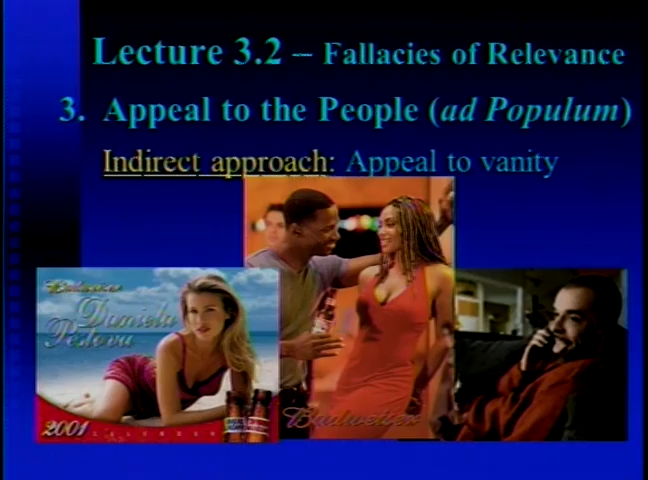 Lecture 3.2 – Fallacies of Relevance
3. Appeal to the People (ad Populum)
Indirect approach: Appeal to vanity
Budweiser
Daniela
Pestova
2001
Budweiser